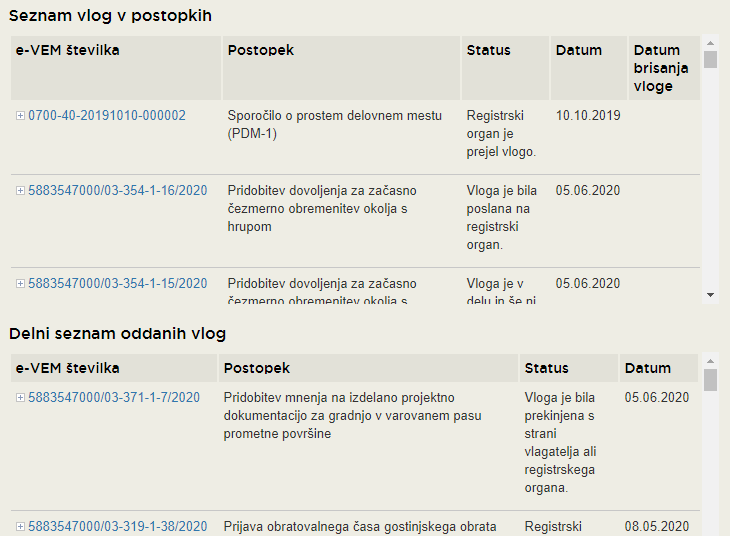 Seznam vlog v postopkih
e-VEM številka Postopek Status Datum Datum brisanja vloge
0700-40-20191010-000002 Sporočilo o prostem delovnem mestu (PDM-1) Registrski organ je prejel vlogo. 10.10.2019
5883547000/03-354-1-16/2020 Pridobitev dovoljenja za začasno čezmerno obremenitev okolja s hrupom Vloga je bila poslana na registrski organ. 05.06.2020
5883547000/03-354-1-15/2020 Pridobitev dovoljenja za začasno čezmerno obremenitev okolja s Vloga je v delu in še ni 05.06.2020
Delni seznam oddanih vlog
e-VEM številka Postopek Status Datum
5883547000/03-371-1-7/2020 Pridobitev mnenja na izdelano projektno dokumentacijo za gradnjo v varovanem pasu prometne površine Vloga je bila prekinjena s strani vlagatelja ali registrskega organa. 05.06.2020
5883547000/03-319-1-38/2020 Prijava obratovalnega časa gostinjskega obrata Registrski 08.05.2020